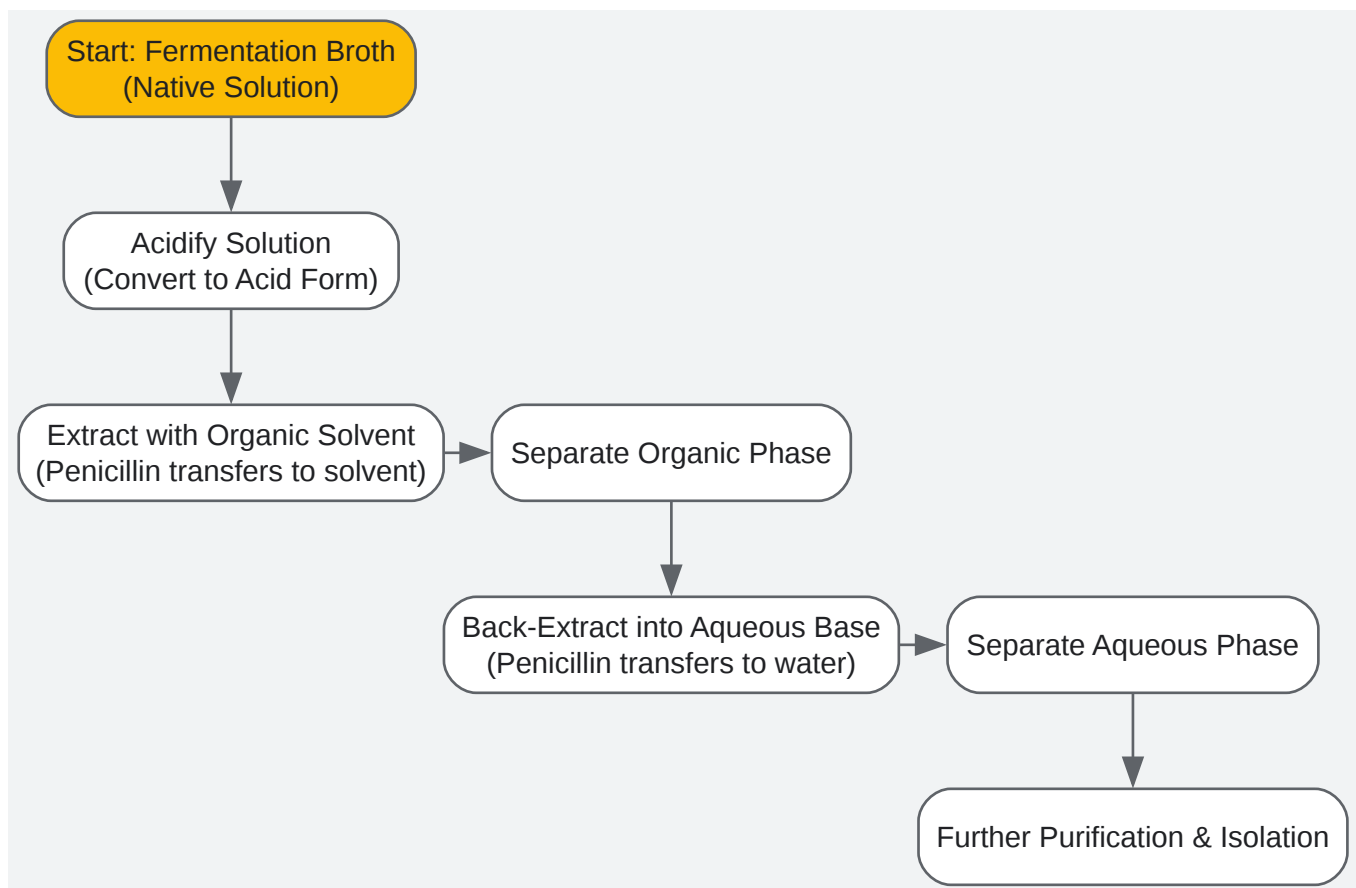 Start: Fermentation Broth
(Native Solution)
Acidify Solution
(Convert to Acid Form)
Extract with Organic Solvent
(Penicillin transfers to solvent)
Separate Organic Phase
Back-Extract into Aqueous Base
(Penicillin transfers to water)
Separate Aqueous Phase
Further Purification & Isolation